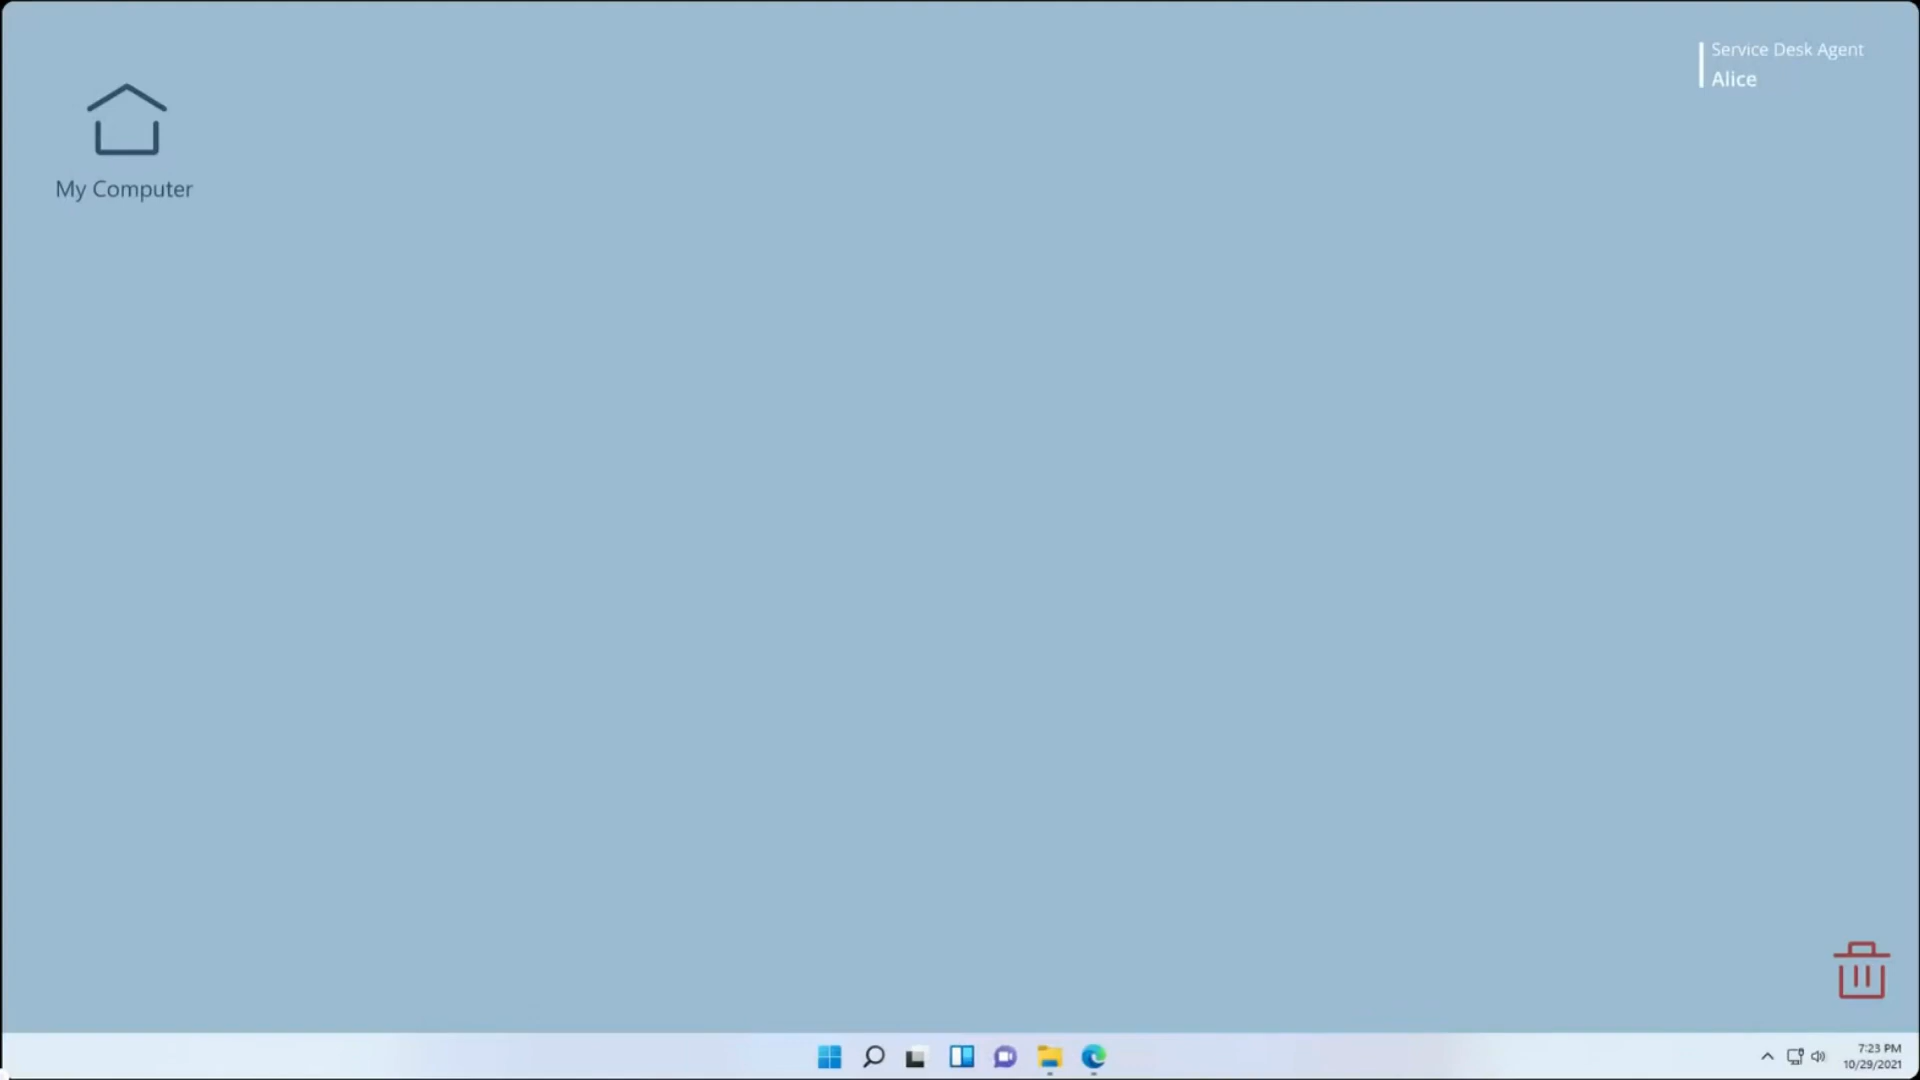 Service Desk Agent
Alice
My Computer
7:23 PM
10/29/2021